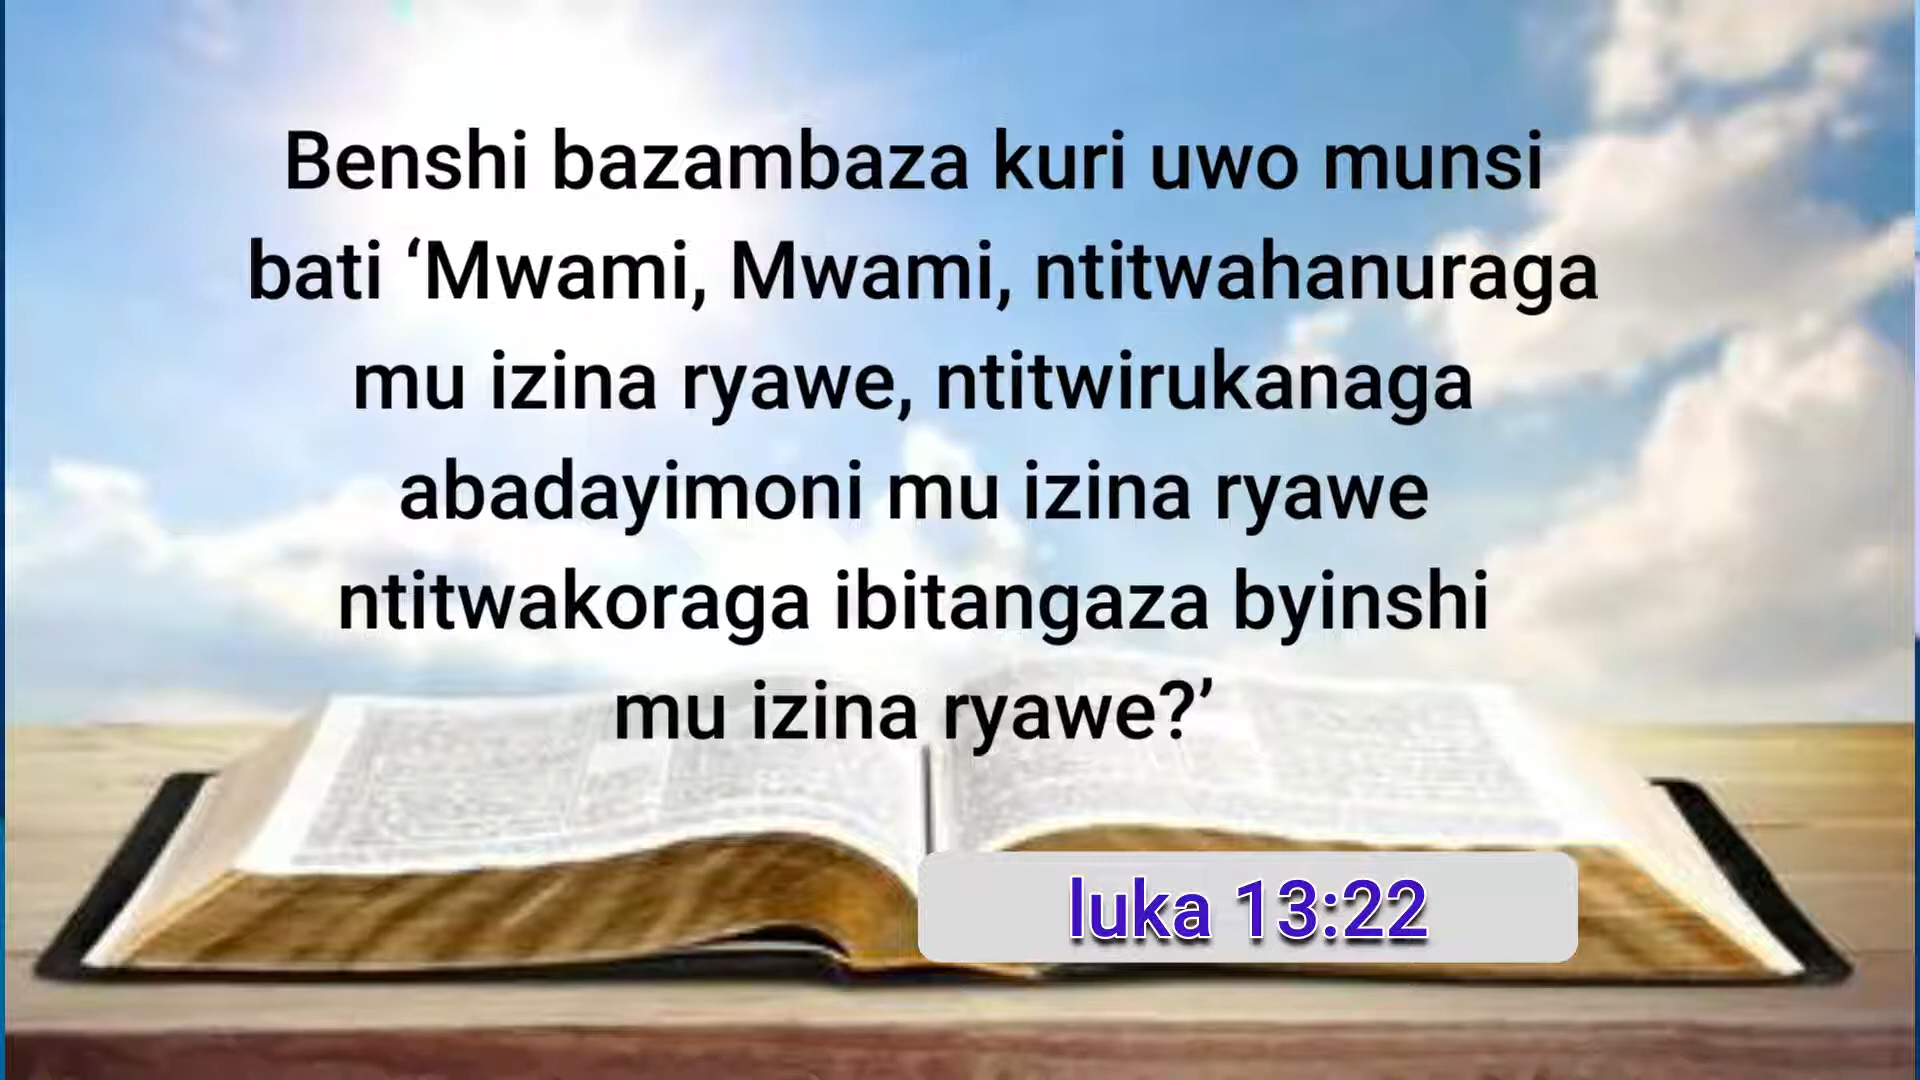 Benshi bazambaza kuri uwo munsi
bati ‘Mwami, Mwami, ntitwahanuraga
mu izina ryawe, ntitwirukanaga
abadayimoni mu izina ryawe
ntitwakoraga ibitangaza byinshi
mu izina ryawe?’
luka 13:22